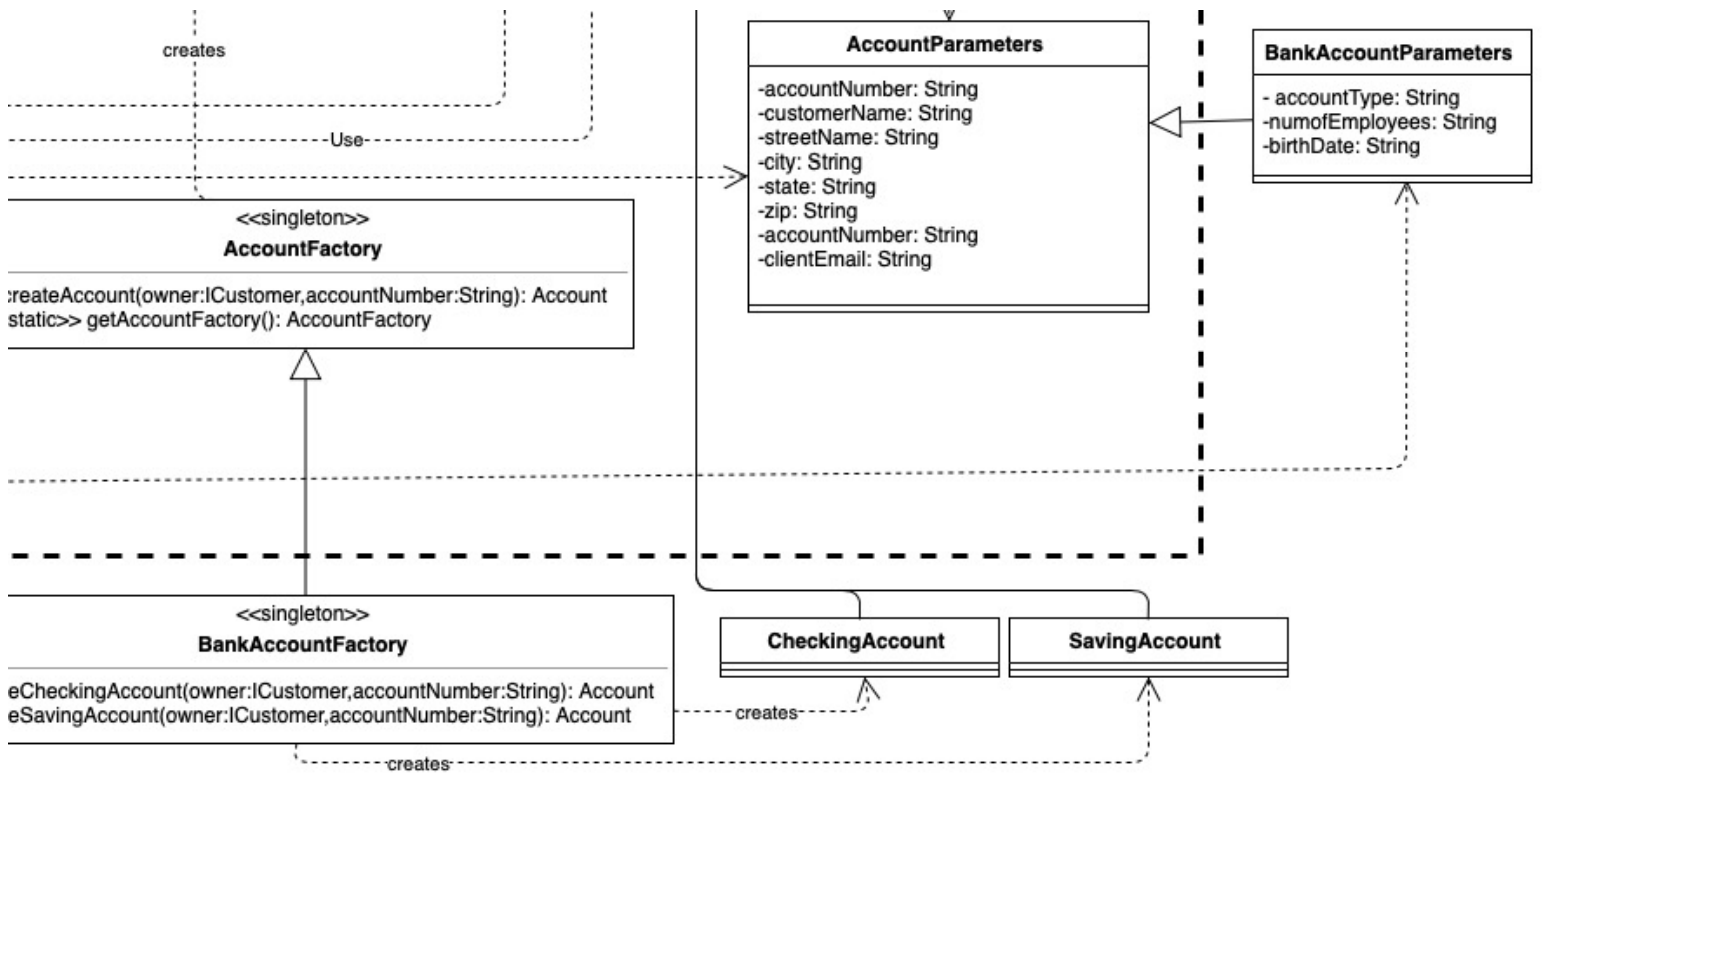 creates
Use
AccountParameters
-accountNumber: String
-customerName: String
-streetName: String
-city: String
-state: String
-zip: String
-accountNumber: String
-clientEmail: String
BankAccountParameters
- accountType: String
-numofEmployees: String
-birthDate: String
<<singleton>>
AccountFactory
createAccount(owner:ICustomer,accountNumber:String): Account
static>> getAccountFactory(): AccountFactory
<<singleton>>
BankAccountFactory
eCheckingAccount(owner:ICustomer,accountNumber:String): Account
eSavingAccount(owner:ICustomer,accountNumber:String): Account
CheckingAccount
SavingAccount
creates
creates